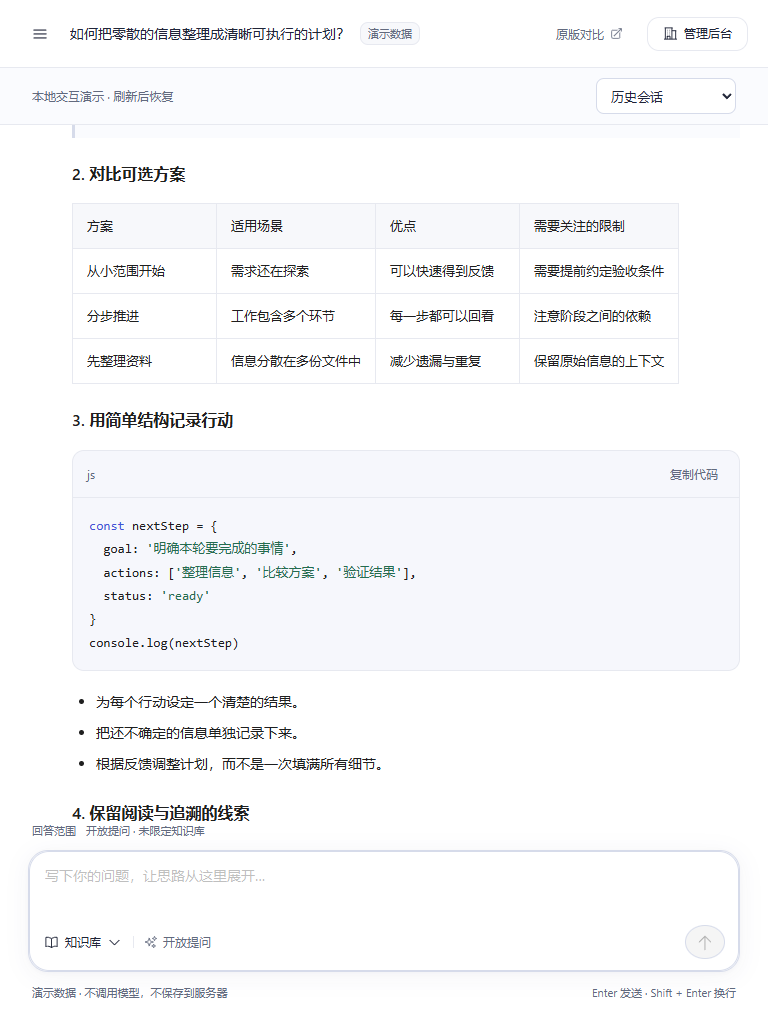 如何把零散的信息整理成清晰可执行的计划？ 演示数据 原版对比 管理后台
本地交互演示 · 刷新后恢复 历史会话
2. 对比可选方案
方案 适用场景 优点 需要关注的限制
从小范围开始 需求还在探索 可以快速得到反馈 需要提前约定验收条件
分步推进 工作包含多个环节 每一步都可以回看 注意阶段之间的依赖
先整理资料 信息分散在多份文件中 减少遗漏与重复 保留原始信息的上下文
3. 用简单结构记录行动
js 复制代码
const nextStep = {
goal: '明确本轮要完成的事情',
actions: ['整理信息', '比较方案', '验证结果'],
status: 'ready'
}
console.log(nextStep)
• 为每个行动设定一个清楚的结果。
• 把还不确定的信息单独记录下来。
• 根据反馈调整计划，而不是一次填满所有细节。
4. 保留阅读与追溯的线索
回答范围 开放提问 · 未限定知识库
写下你的问题，让思路从这里展开...
知识库 开放提问
演示数据 · 不调用模型，不保存到服务器 Enter 发送 · Shift + Enter 换行